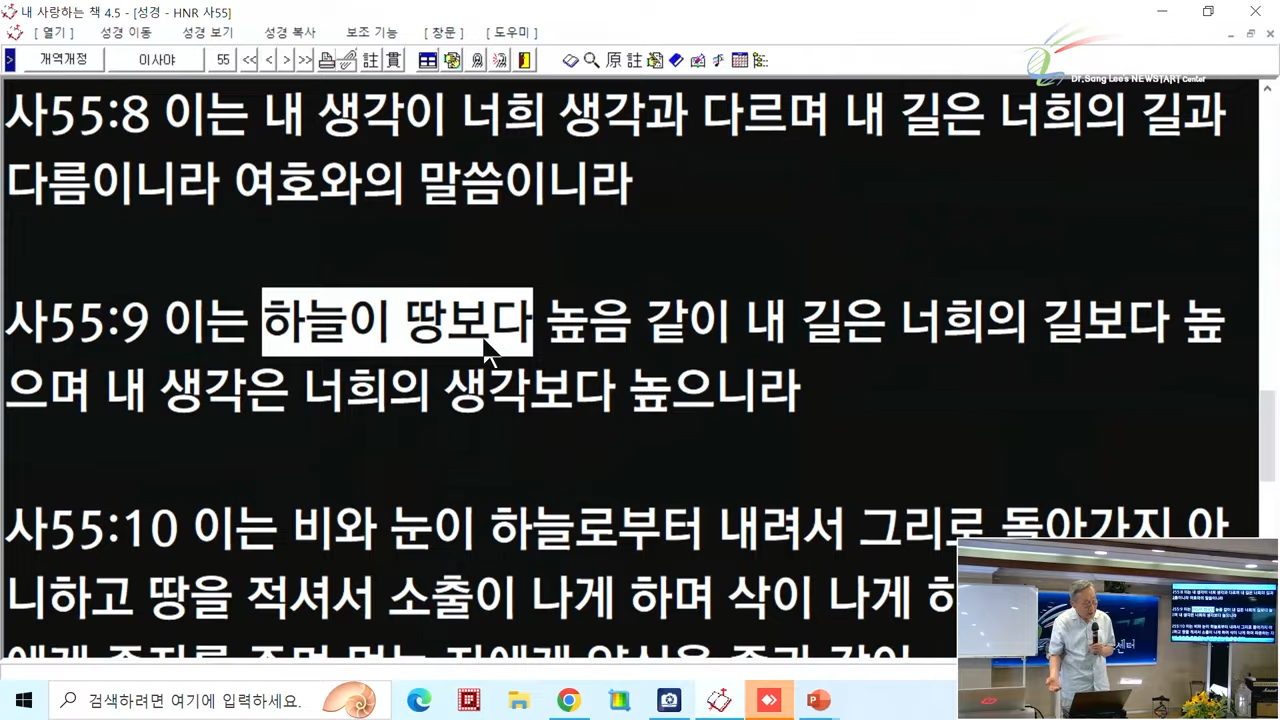 내 사랑하는 책 4.5 - [성경 - HNR 사55]
[ 열기 ] 성경 이동 성경 보기 성경 복사 보조 기능 [ 창문 ] [ 도우미 ]
개역개정 이사야 55 << < > >> 註 貫 原 註
Dr.Sang Lee's NEWSTART Center
사55:8 이는 내 생각이 너희 생각과 다르며 내 길은 너희의 길과
다름이니라 여호와의 말씀이니라
사55:9 이는 하늘이 땅보다 높음 같이 내 길은 너희의 길보다 높
으며 내 생각은 너희의 생각보다 높으니라
사55:10 이는 비와 눈이 하늘로부터 내려서 그리로 돌아가지 아
니하고 땅을 적셔서 소출이 나게 하며 싹이 나게 하
검색하려면 여기에 입력하세요.